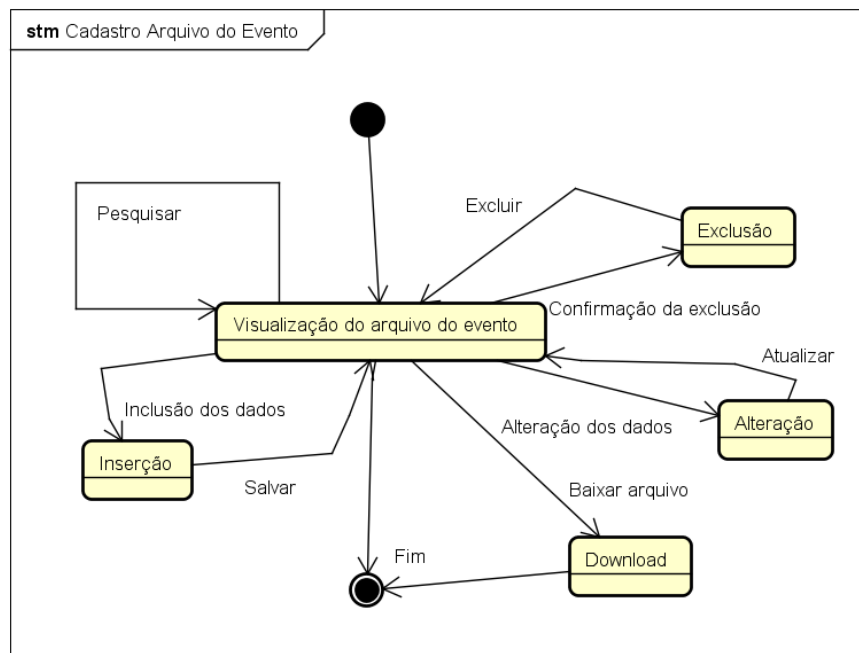 stm Cadastro Arquivo do Evento
Excluir
Pesquisar
Exclusão
Confirmação da exclusão
Visualização do arquivo do evento
Atualizar
Inclusão dos dados
Alteração dos dados
Alteração
Inserção
Salvar
Baixar arquivo
Fim
Download